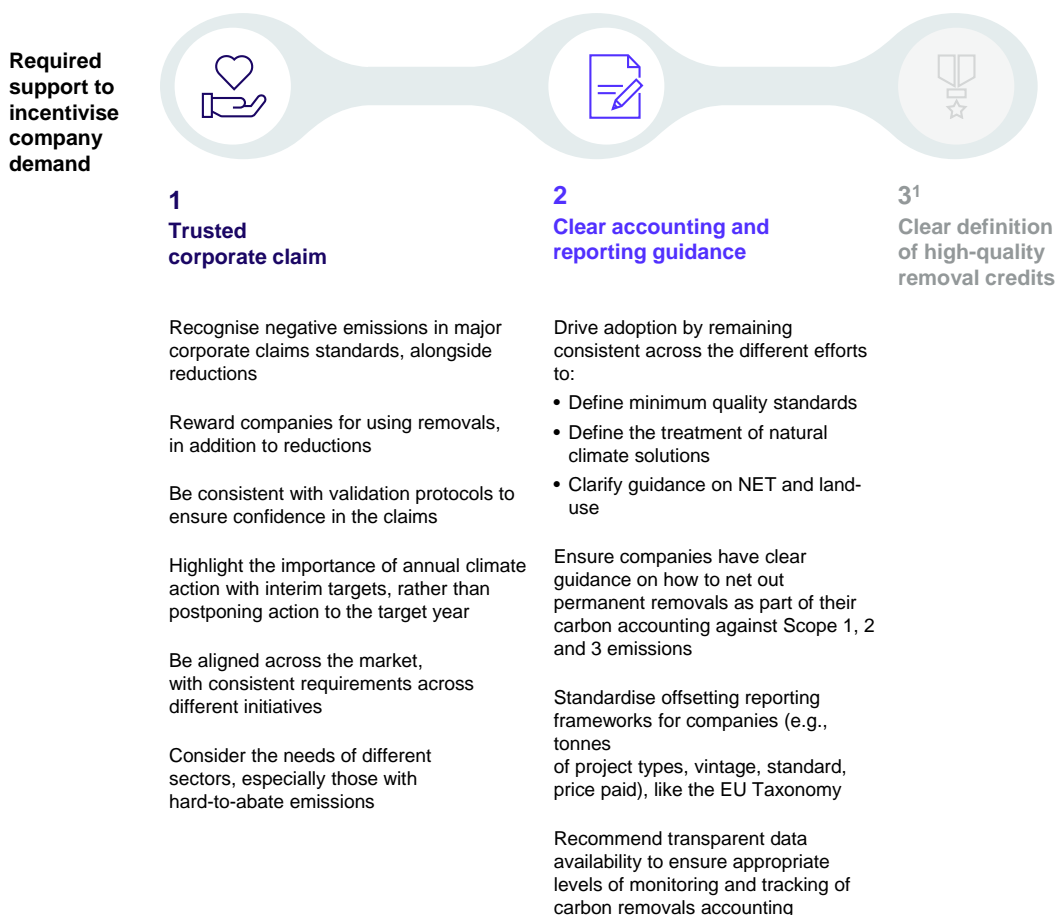 Required
support to
incentivise
company
demand
1
Trusted
corporate claim
Recognise negative emissions in major
corporate claims standards, alongside
reductions
Reward companies for using removals,
in addition to reductions
Be consistent with validation protocols to
ensure confidence in the claims
Highlight the importance of annual climate
action with interim targets, rather than
postponing action to the target year
Be aligned across the market,
with consistent requirements across
different initiatives
Consider the needs of different
sectors, especially those with
hard-to-abate emissions
2
Clear accounting and
reporting guidance
Drive adoption by remaining
consistent across the different efforts
to:
• Define minimum quality standards
• Define the treatment of natural
climate solutions
• Clarify guidance on NET and land-
use
Ensure companies have clear
guidance on how to net out
permanent removals as part of their
carbon accounting against Scope 1, 2
and 3 emissions
Standardise offsetting reporting
frameworks for companies (e.g.,
tonnes
of project types, vintage, standard,
price paid), like the EU Taxonomy
Recommend transparent data
availability to ensure appropriate
levels of monitoring and tracking of
carbon removals accounting
3¹
Clear definition
of high-quality
removal credits